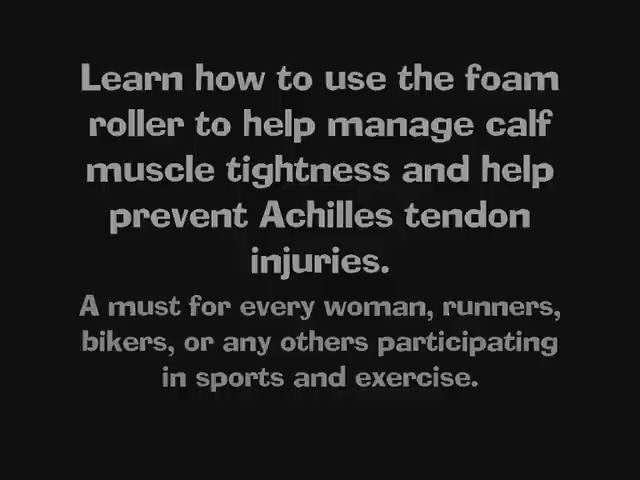 Learn how to use the foam
roller to help manage calf
muscle tightness and help
prevent Achilles tendon
injuries.
A must for every woman, runners,
bikers, or any others participating
in sports and exercise.